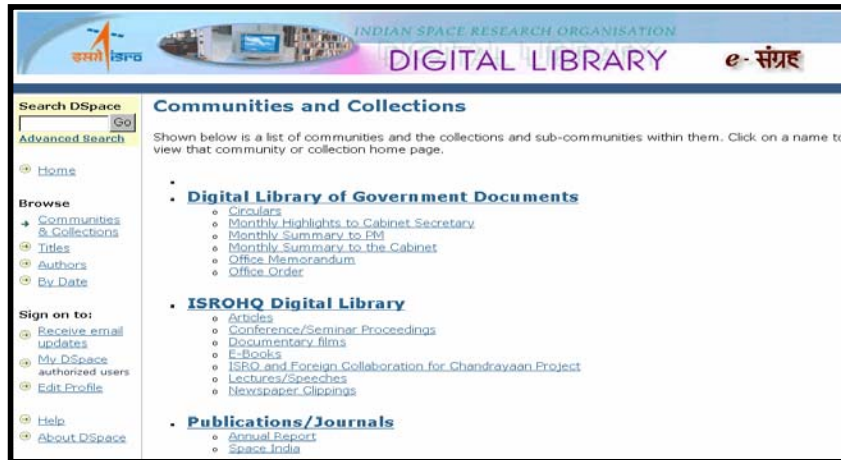 INDIAN SPACE RESEARCH ORGANISATION
इसरो isro
DIGITAL LIBRARY
e - संग्रह
Search DSpace
Go
Advanced Search
Home
Browse
Communities
& Collections
Titles
Authors
By Date
Sign on to:
Receive email
updates
My DSpace
authorized users
Edit Profile
Help
About DSpace
Communities and Collections
Shown below is a list of communities and the collections and sub-communities within them. Click on a name to
view that community or collection home page.
Digital Library of Government Documents
Circulars
Monthly Highlights to Cabinet Secretary
Monthly Summary to PM
Monthly Summary to the Cabinet
Office Memorandum
Office Order
ISROHQ Digital Library
Articles
Conference/Seminar Proceedings
Documentary films
E-Books
ISRO and Foreign Collaboration for Chandrayaan Project
Lectures/Speeches
Newspaper Clippings
Publications/Journals
Annual Report
Space India